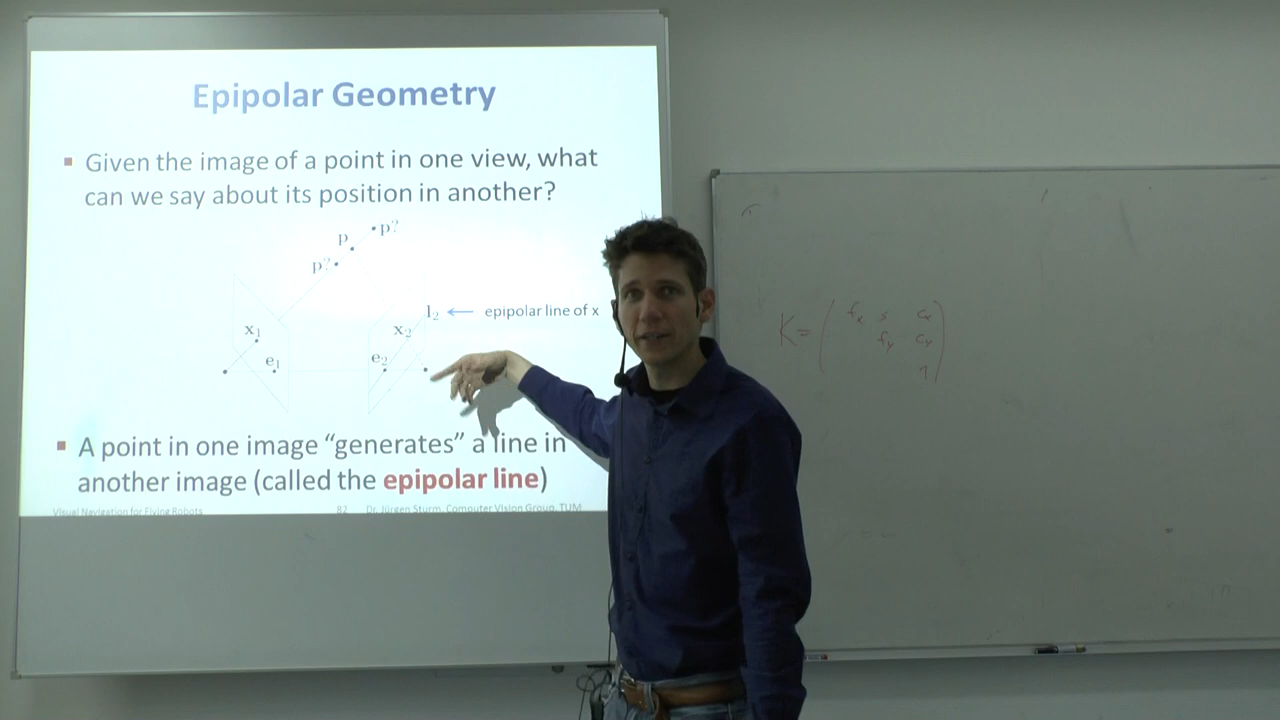 Epipolar Geometry
Given the image of a point in one view, what
can we say about its position in another?
p?
p
p?
l₂ ← epipolar line of x
x₁
x₂
e₁
e₂
A point in one image “generates” a line in
another image (called the epipolar line)
Visual Navigation for Flying Robots 82 Dr. Jürgen Sturm, Computer Vision Group, TUM
K = ( fₓ s cₓ
f_y c_y
1 )